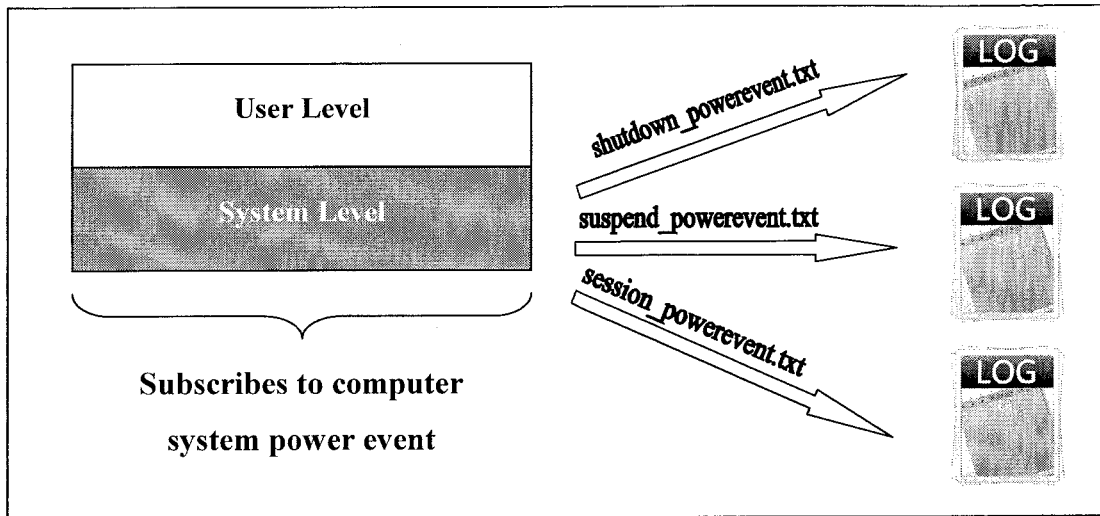 User Level
System Level
Subscribes to computer
system power event
shutdown_powerevent.txt
suspend_powerevent.txt
session_powerevent.txt
LOG
LOG
LOG